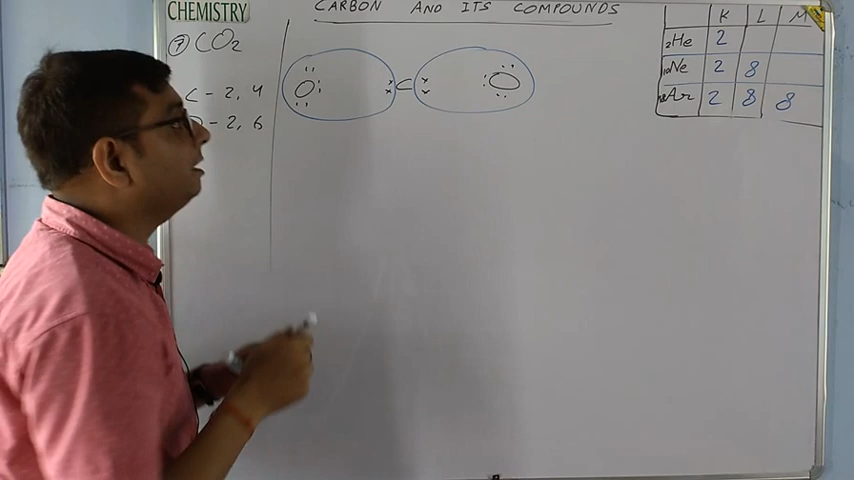 CHEMISTRY
CARBON AND ITS COMPOUNDS
7 CO2
C - 2, 4
O - 2, 6
O C O
K L M
2He 2
10Ne 2 8
18Ar 2 8 8